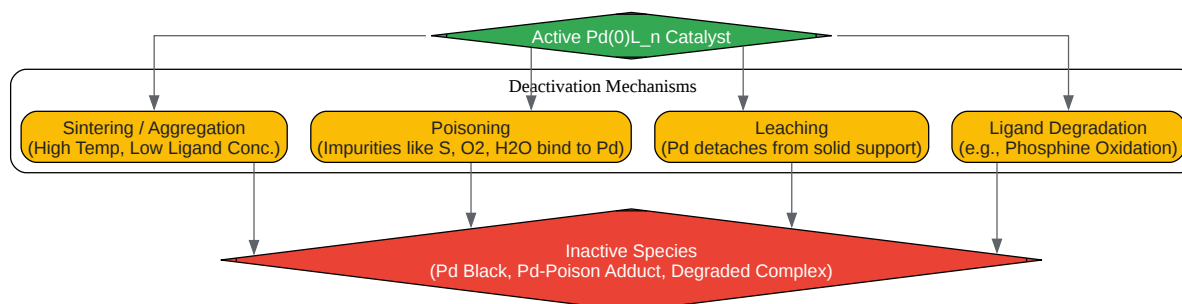 Active Pd(0)L_n Catalyst
Deactivation Mechanisms
Sintering / Aggregation
(High Temp, Low Ligand Conc.)
Poisoning
(Impurities like S, O2, H2O bind to Pd)
Leaching
(Pd detaches from solid support)
Ligand Degradation
(e.g., Phosphine Oxidation)
Inactive Species
(Pd Black, Pd-Poison Adduct, Degraded Complex)